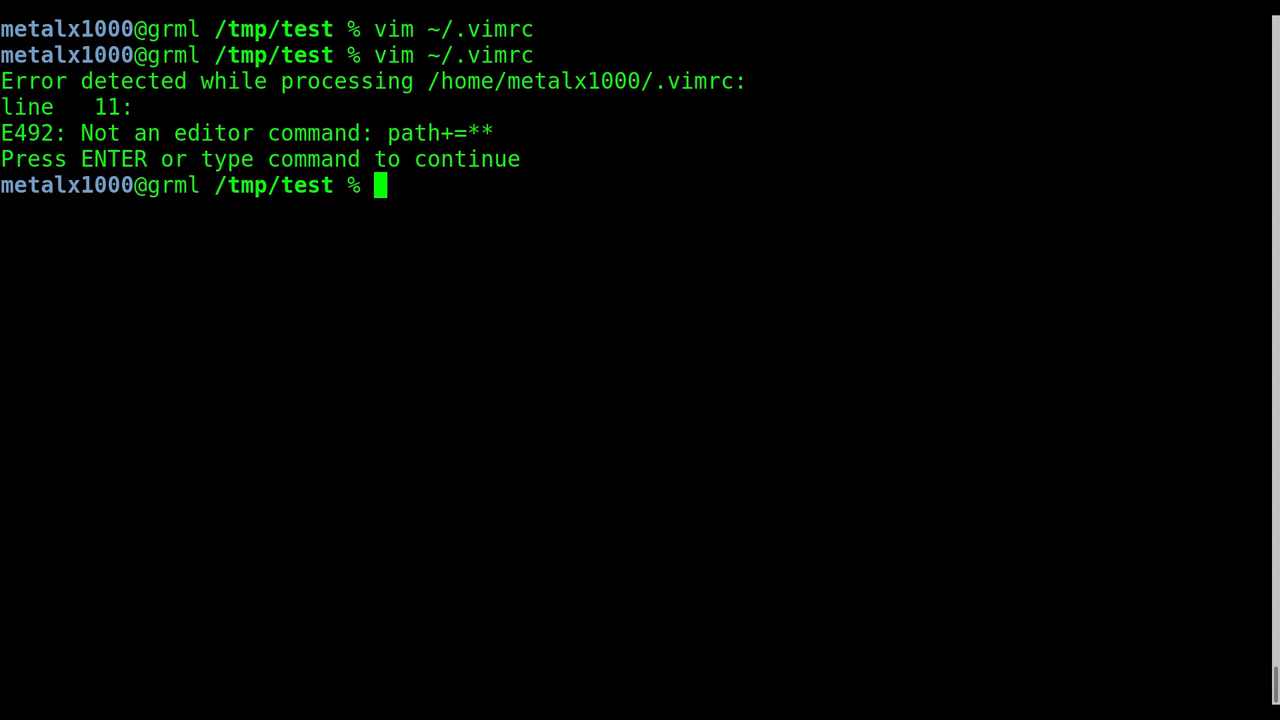 metalx1000@grml /tmp/test % vim ~/.vimrc
metalx1000@grml /tmp/test % vim ~/.vimrc
Error detected while processing /home/metalx1000/.vimrc:
line   11:
E492: Not an editor command: path+=**
Press ENTER or type command to continue
metalx1000@grml /tmp/test %